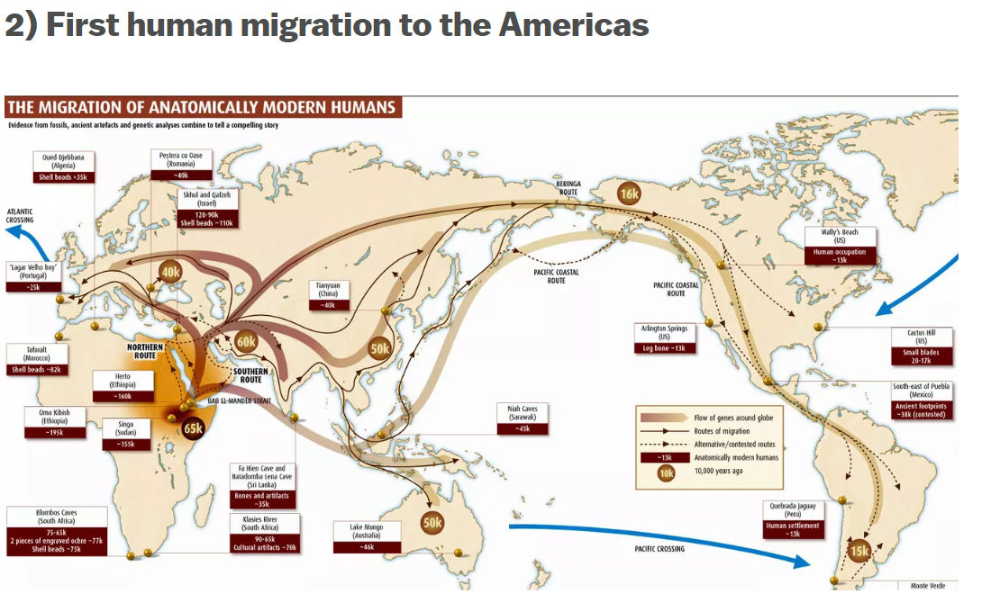 2) First human migration to the Americas
THE MIGRATION OF ANATOMICALLY MODERN HUMANS
Evidence from fossils, ancient artefacts and genetic analyses combine to tell a compelling story
Oued Djebbana
(Algeria)
Shell beads >35k
Peştera cu Oase
(Romania)
~40k
Skhul and Qafzeh
(Israel)
120-90k
Shell beads ~110k
ATLANTIC
CROSSING
'Lagar Velho boy'
(Portugal)
~25k
40k
Tianyuan
(China)
~40k
BERINGA
ROUTE
16k
PACIFIC COASTAL
ROUTE
PACIFIC COASTAL
ROUTE
Wally's Beach
(US)
Human occupation
~13k
Arlington Springs
(US)
Leg bone ~13k
Cactus Hill
(US)
Small blades
20-17k
Taforalt
(Morocco)
Shell beads ~82k
NORTHERN
ROUTE
60k
50k
SOUTHERN
ROUTE
BAB EL-MANDEB STRAIT
Herto
(Ethiopia)
~160k
Omo Kibish
(Ethiopia)
~195k
Singa
(Sudan)
~155k
65k
South-east of Puebla
(Mexico)
Ancient footprints
~38k (contested)
Niah Caves
(Sarawak)
~45k
Flow of genes around globe
Routes of migration
Alternative/contested routes
~13k
Anatomically modern humans
10k
10,000 years ago
Fa Hien Cave and
Batadomba Lena Cave
(Sri Lanka)
Bones and artifacts
~35k
Blombos Caves
(South Africa)
75-65k
2 pieces of engraved ochre ~77k
Shell beads ~75k
Klasies River
(South Africa)
90-65k
Cultural artifacts ~70k
Lake Mungo
(Australia)
~46k
50k
PACIFIC CROSSING
Quebrada Jaguay
(Peru)
Human settlement
~13k
15k
Monte Verde